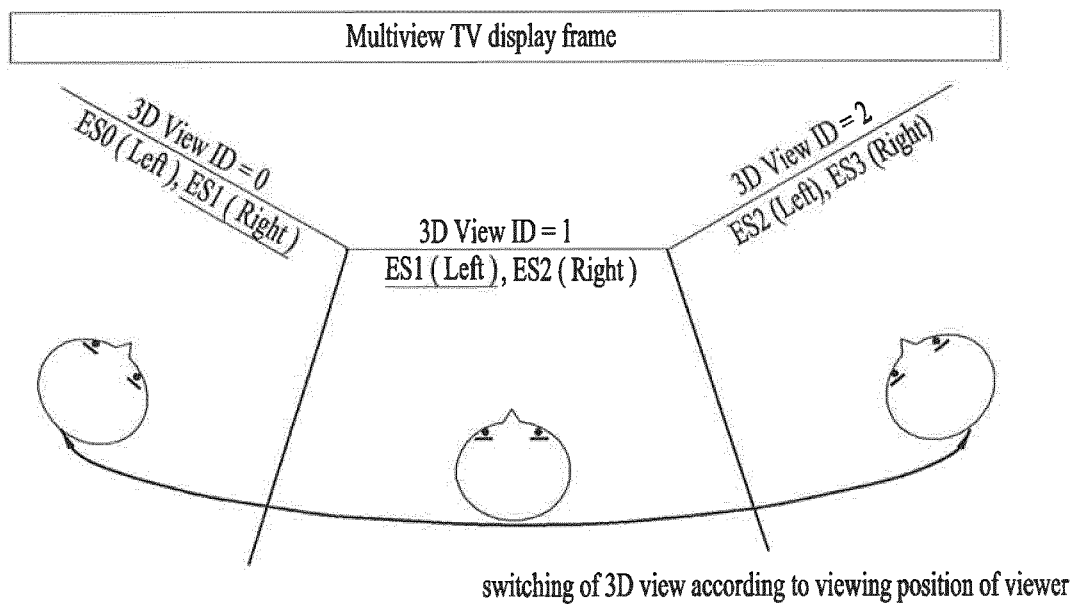 Multiview TV display frame
3D View ID = 0
ES0 ( Left ), ES1 ( Right )
3D View ID = 1
ES1 ( Left ), ES2 ( Right )
3D View ID = 2
ES2 (Left), ES3 (Right)
switching of 3D view according to viewing position of viewer